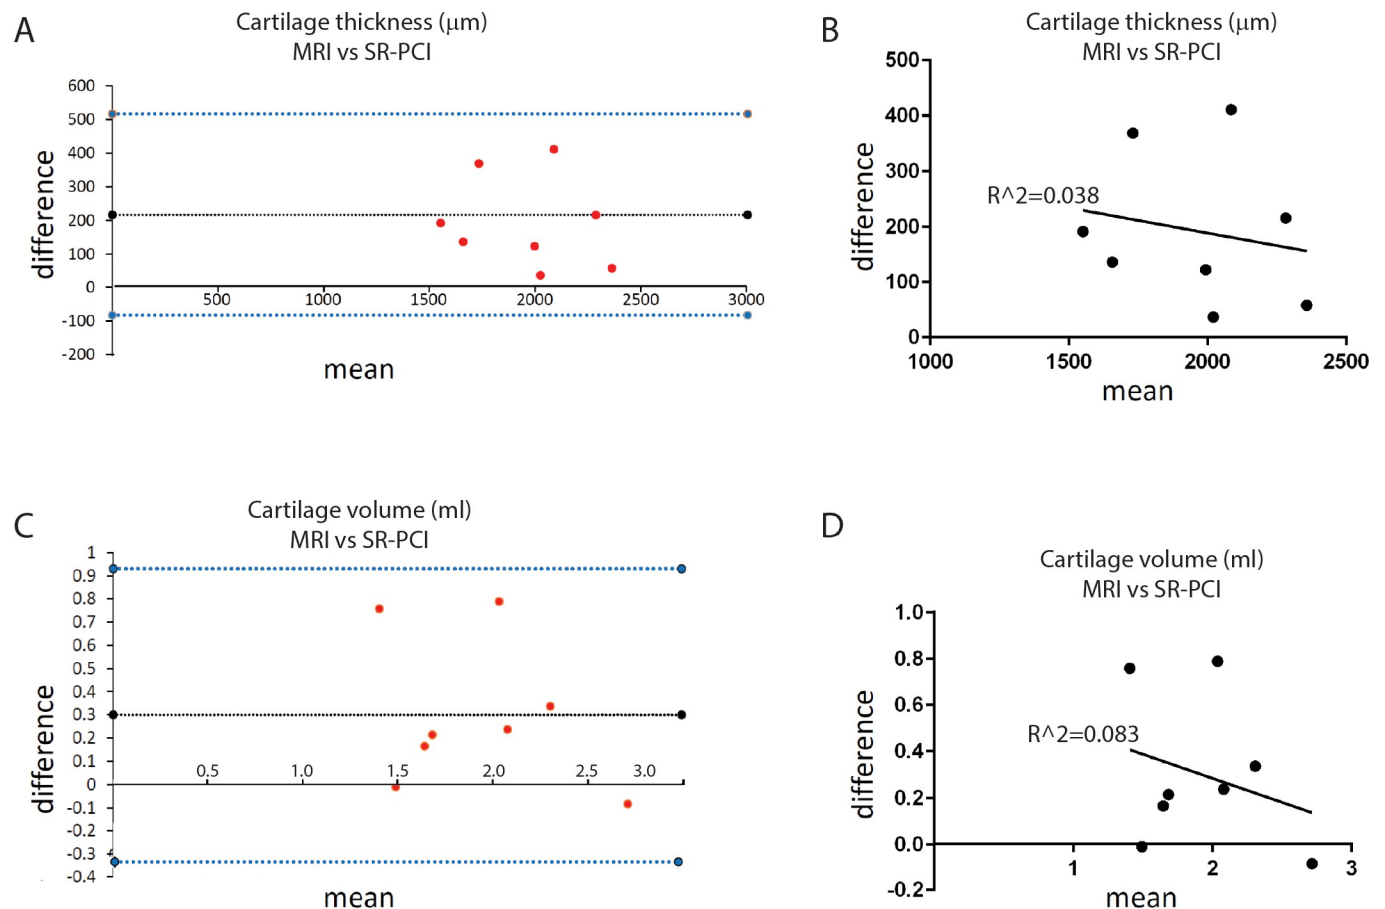 A
Cartilage thickness (μm)
MRI vs SR-PCI
600
500
400
300
200
100
0
-100
-200
difference
500
1000
1500
2000
2500
3000
mean
B
Cartilage thickness (μm)
MRI vs SR-PCI
500
400
300
200
100
0
difference
R^2=0.038
1000
1500
2000
2500
mean
C
Cartilage volume (ml)
MRI vs SR-PCI
1
0.9
0.8
0.7
0.6
0.5
0.4
0.3
0.2
0.1
0
-0.1
-0.2
-0.3
-0.4
difference
0.5
1.0
1.5
2.0
2.5
3.0
mean
D
Cartilage volume (ml)
MRI vs SR-PCI
1.0
0.8
0.6
0.4
0.2
0.0
-0.2
difference
R^2=0.083
1
2
3
mean